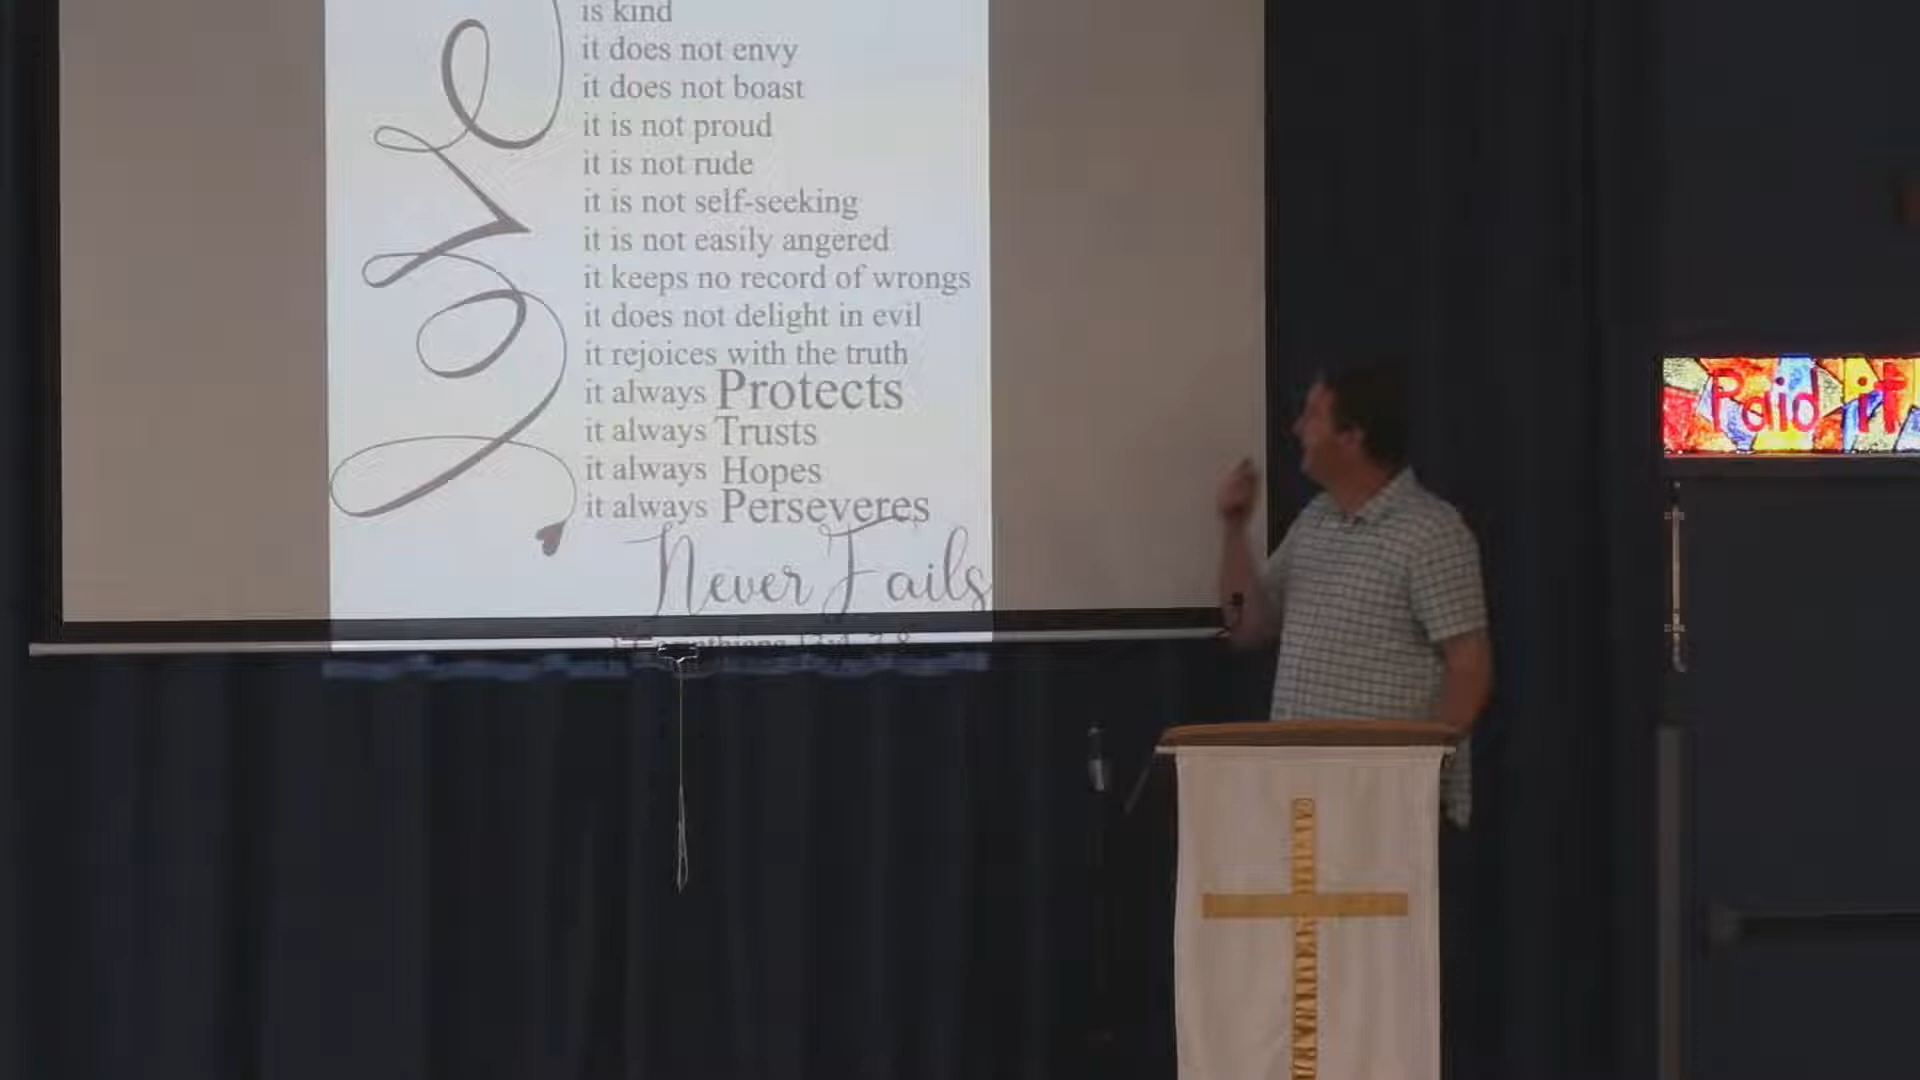 Love
is kind
it does not envy
it does not boast
it is not proud
it is not rude
it is not self-seeking
it is not easily angered
it keeps no record of wrongs
it does not delight in evil
it rejoices with the truth
it always Protects
it always Trusts
it always Hopes
it always Perseveres
Never Fails
Paid it